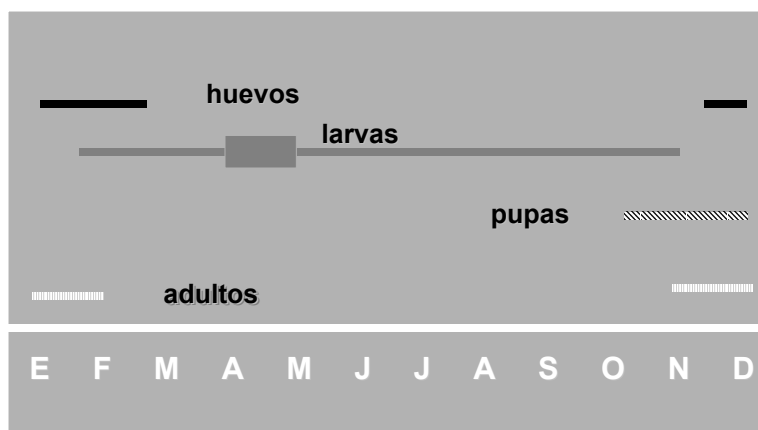 huevos
larvas
pupas
adultos
E F M A M J J A S O N D